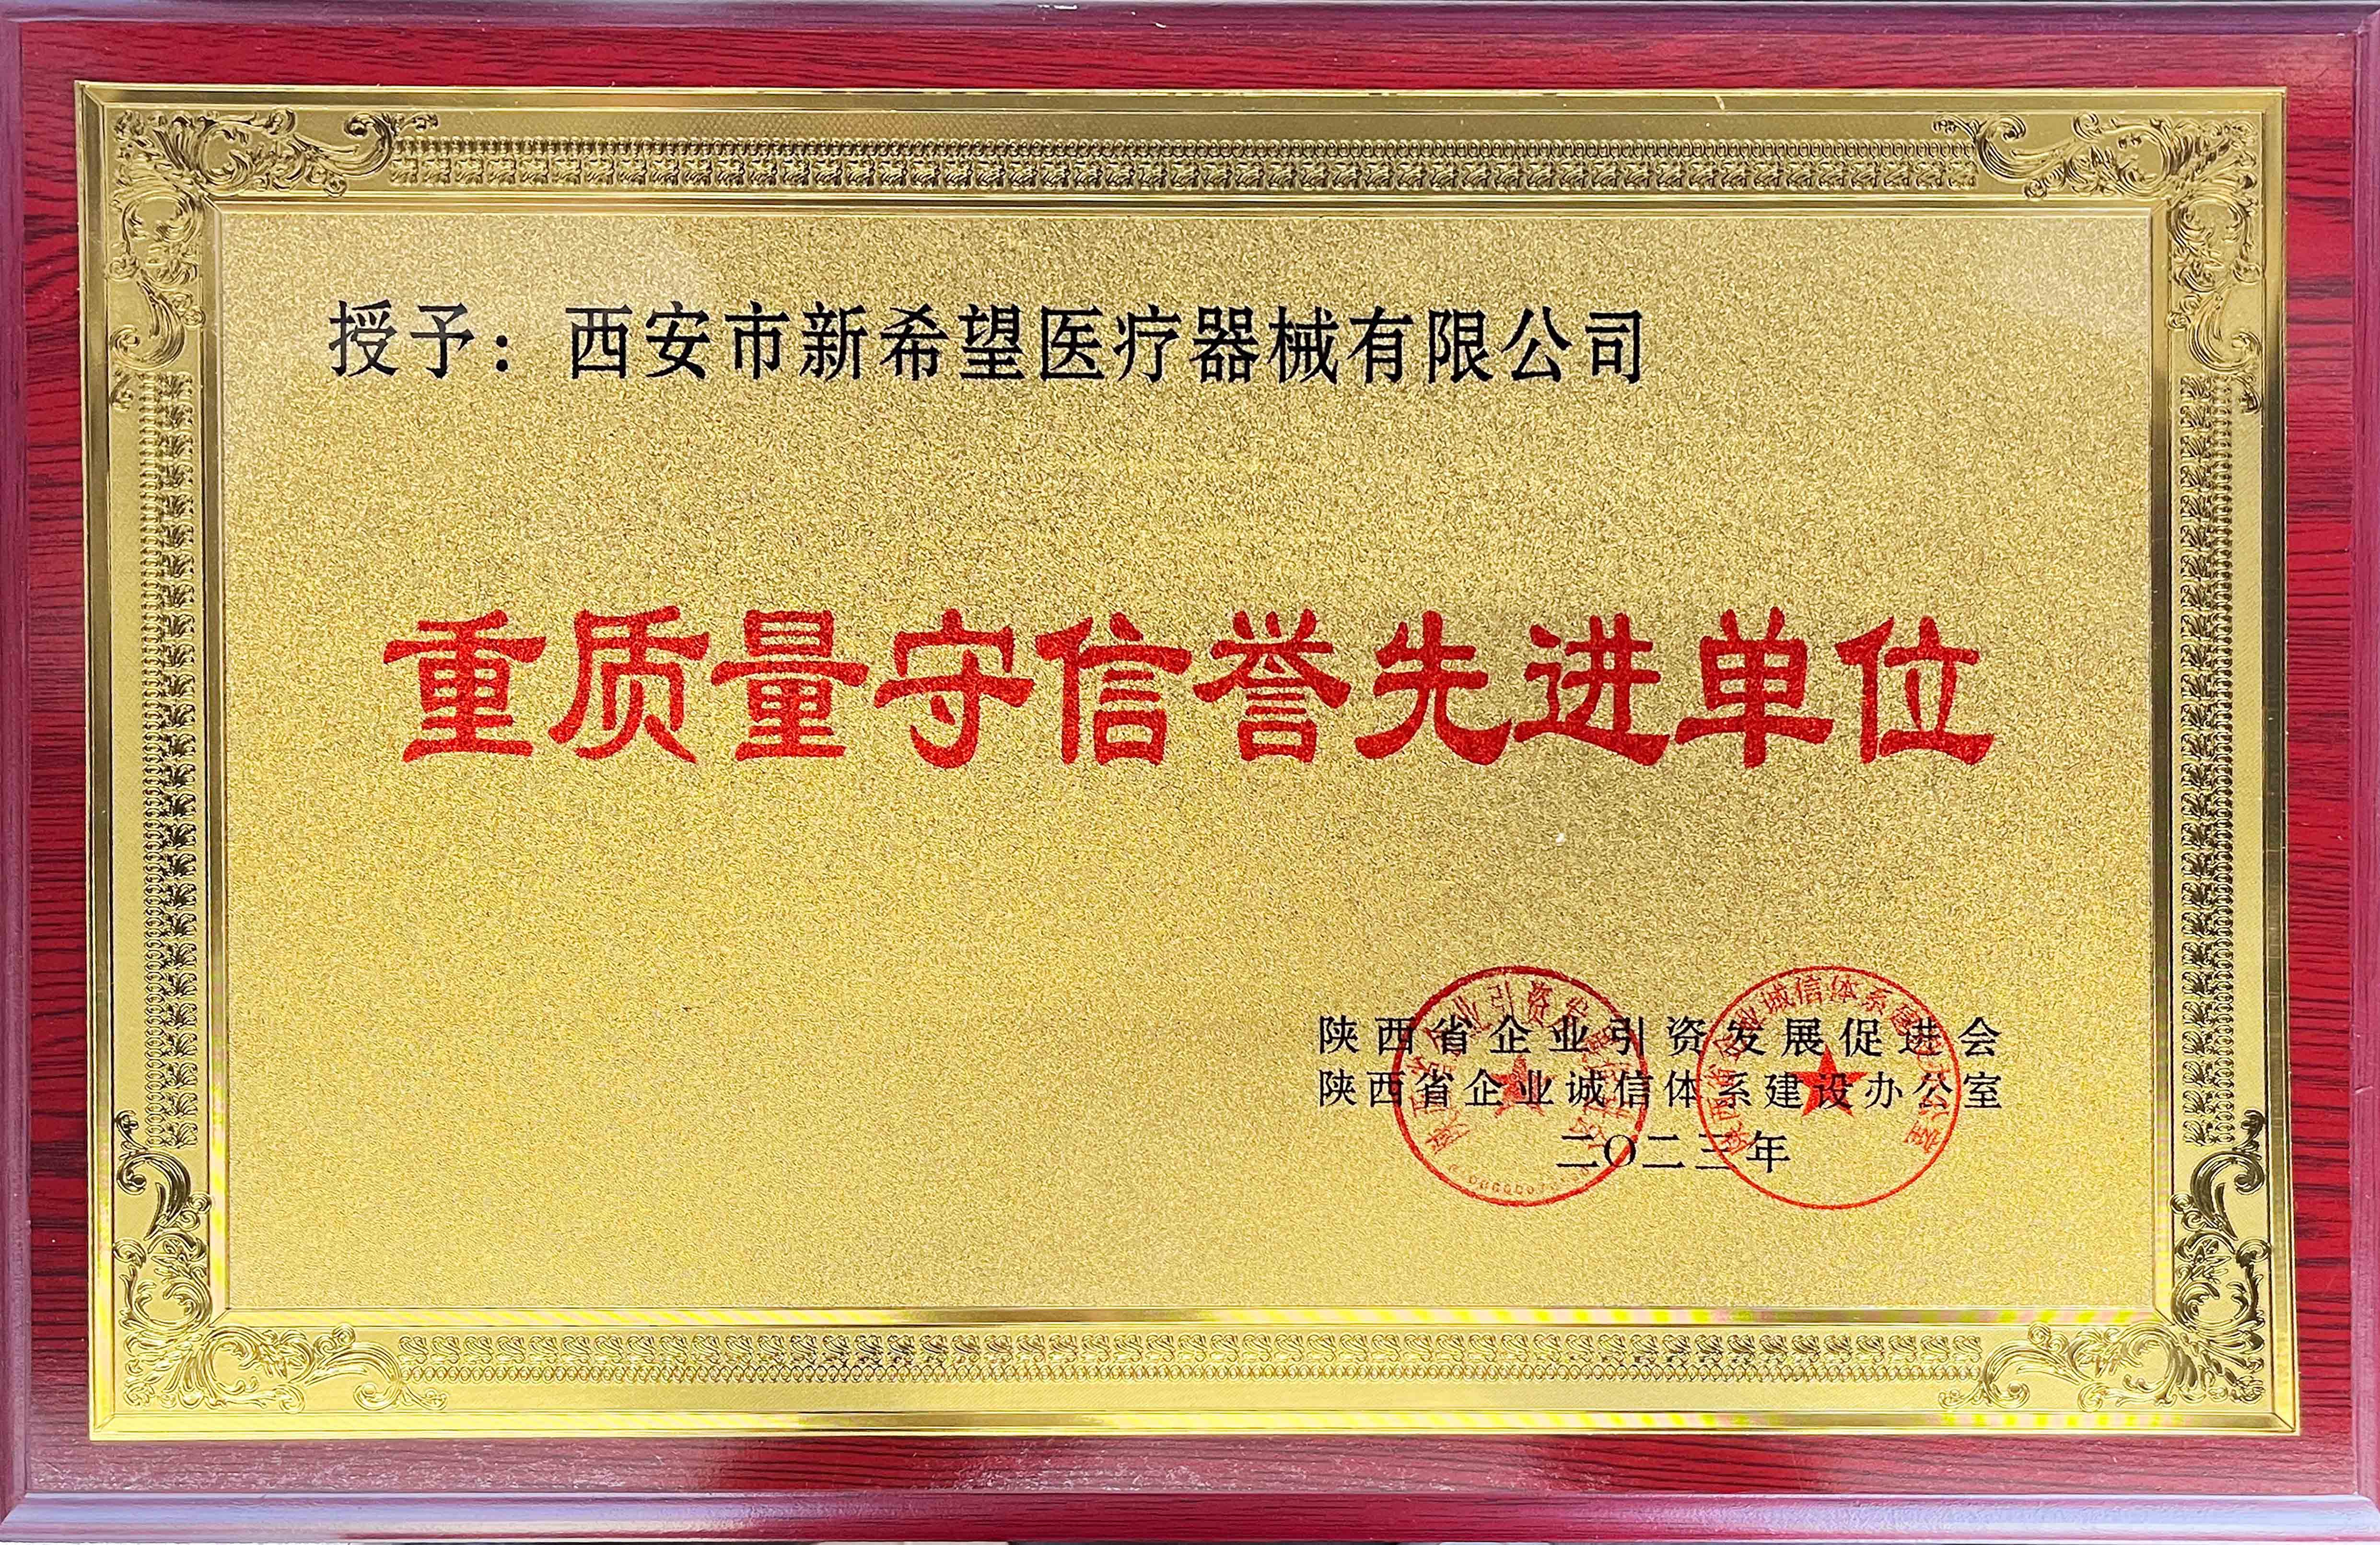 授予：西安市新希望医疗器械有限公司
重质量守信誉先进单位
陕西省企业引资发展促进会
陕西省企业诚信体系建设办公室
二〇二三年